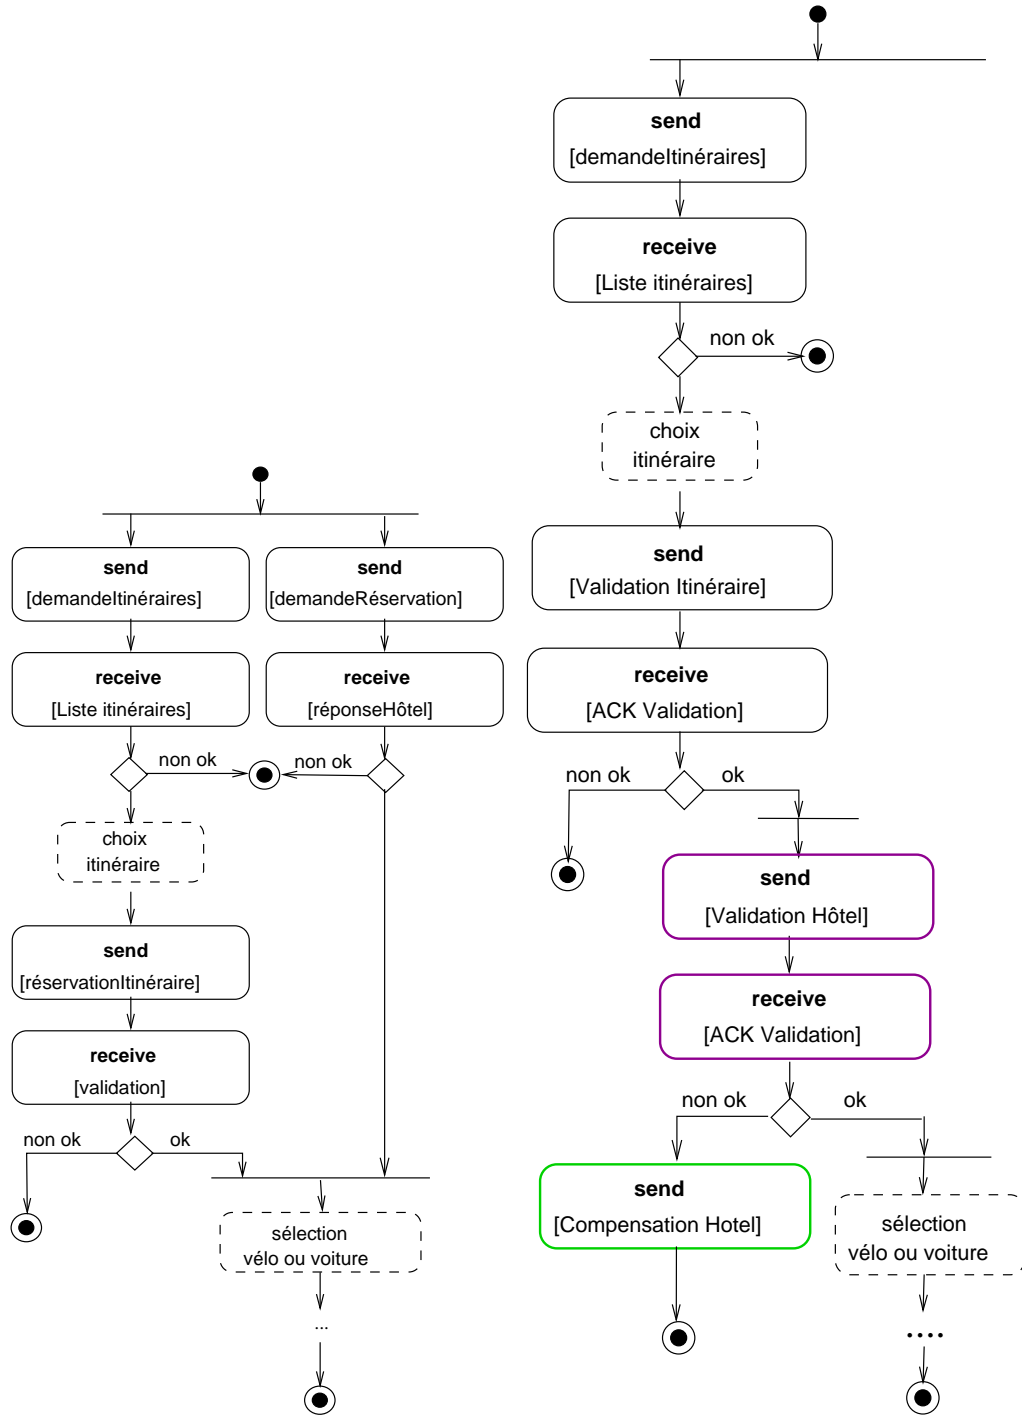 send
[demandeItinéraires]
receive
[Liste itinéraires]
non ok
choix
itinéraire
send
[Validation Itinéraire]
receive
[ACK Validation]
non ok
ok
send
[Validation Hôtel]
receive
[ACK Validation]
non ok
ok
send
[Compensation Hotel]
sélection
vélo ou voiture
....
send
[demandeItinéraires]
send
[demandeRéservation]
receive
[Liste itinéraires]
receive
[réponseHôtel]
non ok
non ok
choix
itinéraire
send
[réservationItinéraire]
receive
[validation]
non ok
ok
sélection
vélo ou voiture
...